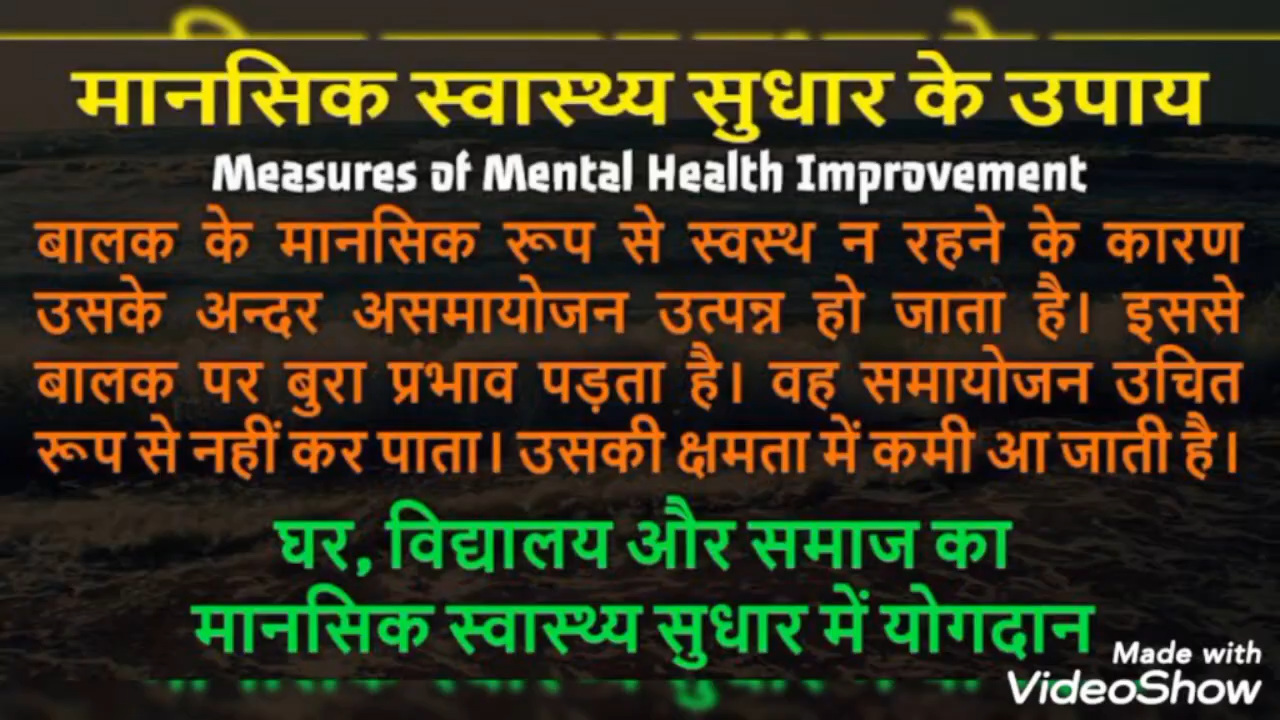 मानसिक स्वास्थ्य सुधार के उपाय
Measures of Mental Health Improvement
बालक के मानसिक रूप से स्वस्थ न रहने के कारण
उसके अन्दर असमायोजन उत्पन्न हो जाता है। इससे
बालक पर बुरा प्रभाव पड़ता है। वह समायोजन उचित
रूप से नहीं कर पाता। उसकी क्षमता में कमी आ जाती है।
घर, विद्यालय और समाज का
मानसिक स्वास्थ्य सुधार में योगदान
Made with
VideoShow